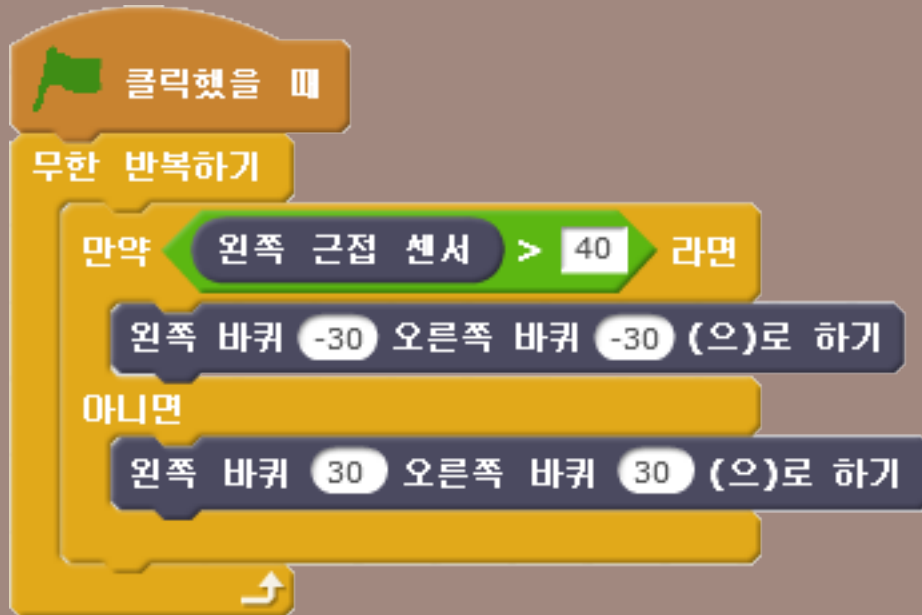 클릭했을 때
무한 반복하기
만약 왼쪽 근접 센서 > 40 라면
왼쪽 바퀴 -30 오른쪽 바퀴 -30 (으)로 하기
아니면
왼쪽 바퀴 30 오른쪽 바퀴 30 (으)로 하기